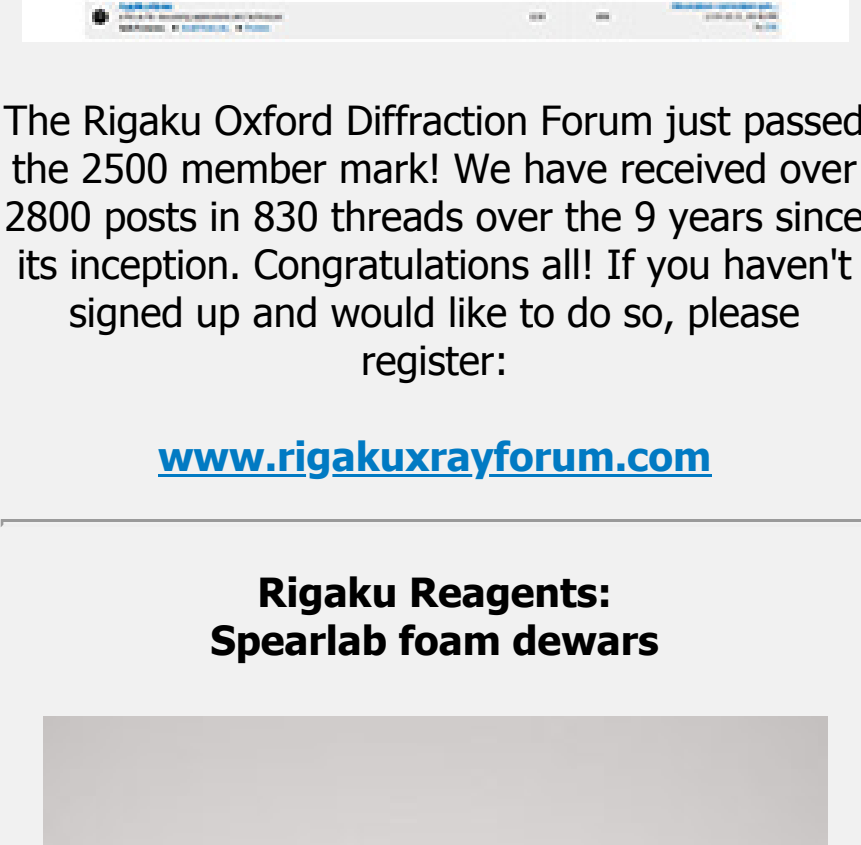 The Rigaku Oxford Diffraction Forum just passed
the 2500 member mark! We have received over
2800 posts in 830 threads over the 9 years since
its inception. Congratulations all! If you haven't
signed up and would like to do so, please
register:
www.rigakuxrayforum.com
Rigaku Reagents:
Spearlab foam dewars